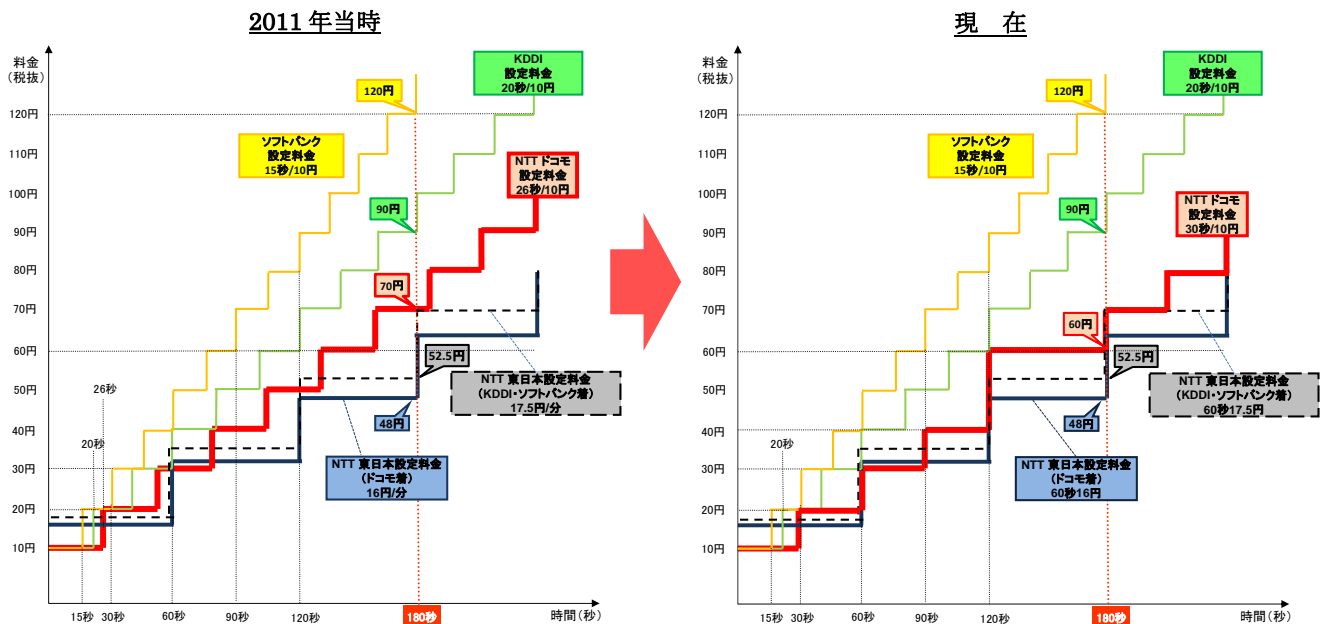 2011 年当時
料金
(税抜)
120円
110円
100円
90円
80円
70円
60円
50円
40円
30円
20円
10円
15秒
30秒
60秒
90秒
120秒
180秒
時間(秒)
20秒
26秒
ソフトバンク
設定料金
15秒/10円
120円
KDDI
設定料金
20秒/10円
90円
NTTドコモ
設定料金
26秒/10円
70円
52.5円
NTT 東日本設定料金
(KDDI・ソフトバンク着)
17.5円/分
48円
NTT 東日本設定料金
(ドコモ着)
16円/分
現 在
料金
(税抜)
120円
110円
100円
90円
80円
70円
60円
50円
40円
30円
20円
10円
15秒
30秒
60秒
90秒
120秒
180秒
時間(秒)
20秒
ソフトバンク
設定料金
15秒/10円
120円
KDDI
設定料金
20秒/10円
90円
NTTドコモ
設定料金
30秒/10円
60円
52.5円
NTT 東日本設定料金
(KDDI・ソフトバンク着)
60秒17.5円
48円
NTT 東日本設定料金
(ドコモ着)
60秒16円